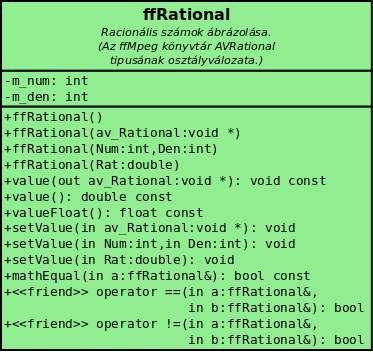 ffRational
Racionális számok ábrázolása.
(Az ffMpeg könyvtár AVRational
tipusának osztályválozata.)
-m_num: int
-m_den: int
+ffRational()
+ffRational(av_Rational:void *)
+ffRational(Num:int,Den:int)
+ffRational(Rat:double)
+value(out av_Rational:void *): void const
+value(): double const
+valueFloat(): float const
+setValue(in av_Rational:void *): void
+setValue(in Num:int,in Den:int): void
+setValue(in Rat:double): void
+mathEqual(in a:ffRational&): bool const
+<<friend>> operator ==(in a:ffRational&,
in b:ffRational&): bool
+<<friend>> operator !=(in a:ffRational&,
in b:ffRational&): bool